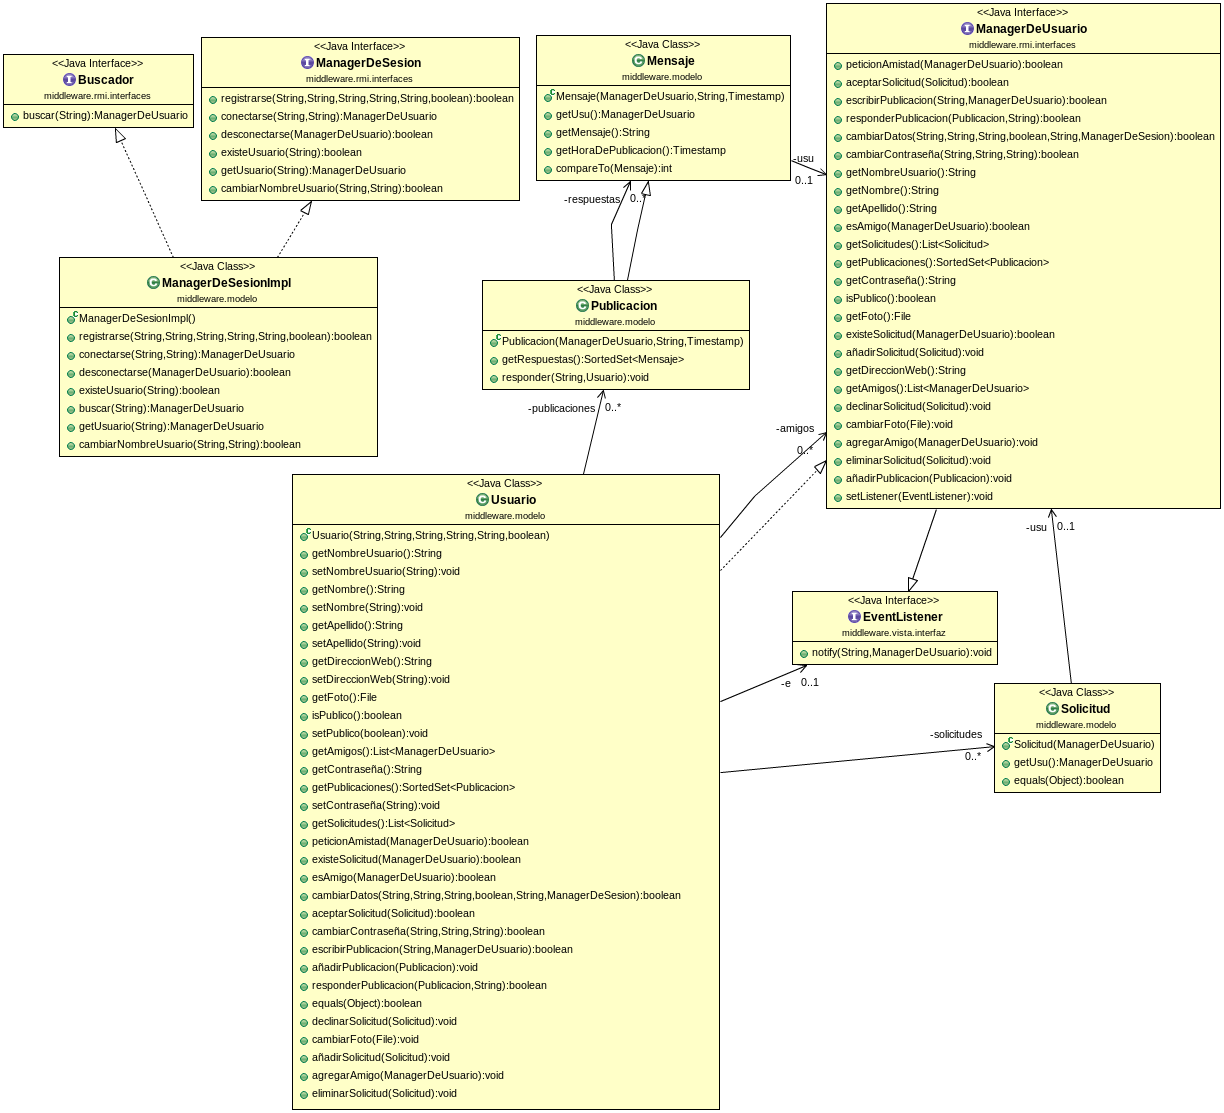 <<Java Interface>>
Buscador
middleware.rmi.interfaces
buscar(String):ManagerDeUsuario
<<Java Interface>>
ManagerDeSesion
middleware.rmi.interfaces
registrarse(String,String,String,String,String,boolean):boolean
conectarse(String,String):ManagerDeUsuario
desconectarse(ManagerDeUsuario):boolean
existeUsuario(String):boolean
getUsuario(String):ManagerDeUsuario
cambiarNombreUsuario(String,String):boolean
<<Java Class>>
Mensaje
middleware.modelo
Mensaje(ManagerDeUsuario,String,Timestamp)
getUsu():ManagerDeUsuario
getMensaje():String
getHoraDePublicacion():Timestamp
compareTo(Mensaje):int
-usu
0..1
<<Java Interface>>
ManagerDeUsuario
middleware.rmi.interfaces
peticionAmistad(ManagerDeUsuario):boolean
aceptarSolicitud(Solicitud):boolean
escribirPublicacion(String,ManagerDeUsuario):boolean
responderPublicacion(Publicacion,String):boolean
cambiarDatos(String,String,String,boolean,String,ManagerDeSesion):boolean
cambiarContraseña(String,String,String):boolean
getNombreUsuario():String
getNombre():String
getApellido():String
esAmigo(ManagerDeUsuario):boolean
getSolicitudes():List<Solicitud>
getPublicaciones():SortedSet<Publicacion>
getContraseña():String
isPublico():boolean
getFoto():File
existeSolicitud(ManagerDeUsuario):boolean
añadirSolicitud(Solicitud):void
getDireccionWeb():String
getAmigos():List<ManagerDeUsuario>
declinarSolicitud(Solicitud):void
cambiarFoto(File):void
agregarAmigo(ManagerDeUsuario):void
eliminarSolicitud(Solicitud):void
añadirPublicacion(Publicacion):void
setListener(EventListener):void
-respuestas
0..*
<<Java Class>>
ManagerDeSesionImpl
middleware.modelo
ManagerDeSesionImpl()
registrarse(String,String,String,String,String,boolean):boolean
conectarse(String,String):ManagerDeUsuario
desconectarse(ManagerDeUsuario):boolean
existeUsuario(String):boolean
buscar(String):ManagerDeUsuario
getUsuario(String):ManagerDeUsuario
cambiarNombreUsuario(String,String):boolean
<<Java Class>>
Publicacion
middleware.modelo
Publicacion(ManagerDeUsuario,String,Timestamp)
getRespuestas():SortedSet<Mensaje>
responder(String,Usuario):void
-publicaciones
0..*
-amigos
0..*
<<Java Class>>
Usuario
middleware.modelo
Usuario(String,String,String,String,String,boolean)
getNombreUsuario():String
setNombreUsuario(String):void
getNombre():String
setNombre(String):void
getApellido():String
setApellido(String):void
getDireccionWeb():String
setDireccionWeb(String):void
getFoto():File
isPublico():boolean
setPublico(boolean):void
getAmigos():List<ManagerDeUsuario>
getContraseña():String
getPublicaciones():SortedSet<Publicacion>
setContraseña(String):void
getSolicitudes():List<Solicitud>
peticionAmistad(ManagerDeUsuario):boolean
existeSolicitud(ManagerDeUsuario):boolean
esAmigo(ManagerDeUsuario):boolean
cambiarDatos(String,String,String,boolean,String,ManagerDeSesion):boolean
aceptarSolicitud(Solicitud):boolean
cambiarContraseña(String,String,String):boolean
escribirPublicacion(String,ManagerDeUsuario):boolean
añadirPublicacion(Publicacion):void
responderPublicacion(Publicacion,String):boolean
equals(Object):boolean
declinarSolicitud(Solicitud):void
cambiarFoto(File):void
añadirSolicitud(Solicitud):void
agregarAmigo(ManagerDeUsuario):void
eliminarSolicitud(Solicitud):void
-usu
0..1
<<Java Interface>>
EventListener
middleware.vista.interfaz
notify(String,ManagerDeUsuario):void
-e
0..1
-solicitudes
0..*
<<Java Class>>
Solicitud
middleware.modelo
Solicitud(ManagerDeUsuario)
getUsu():ManagerDeUsuario
equals(Object):boolean